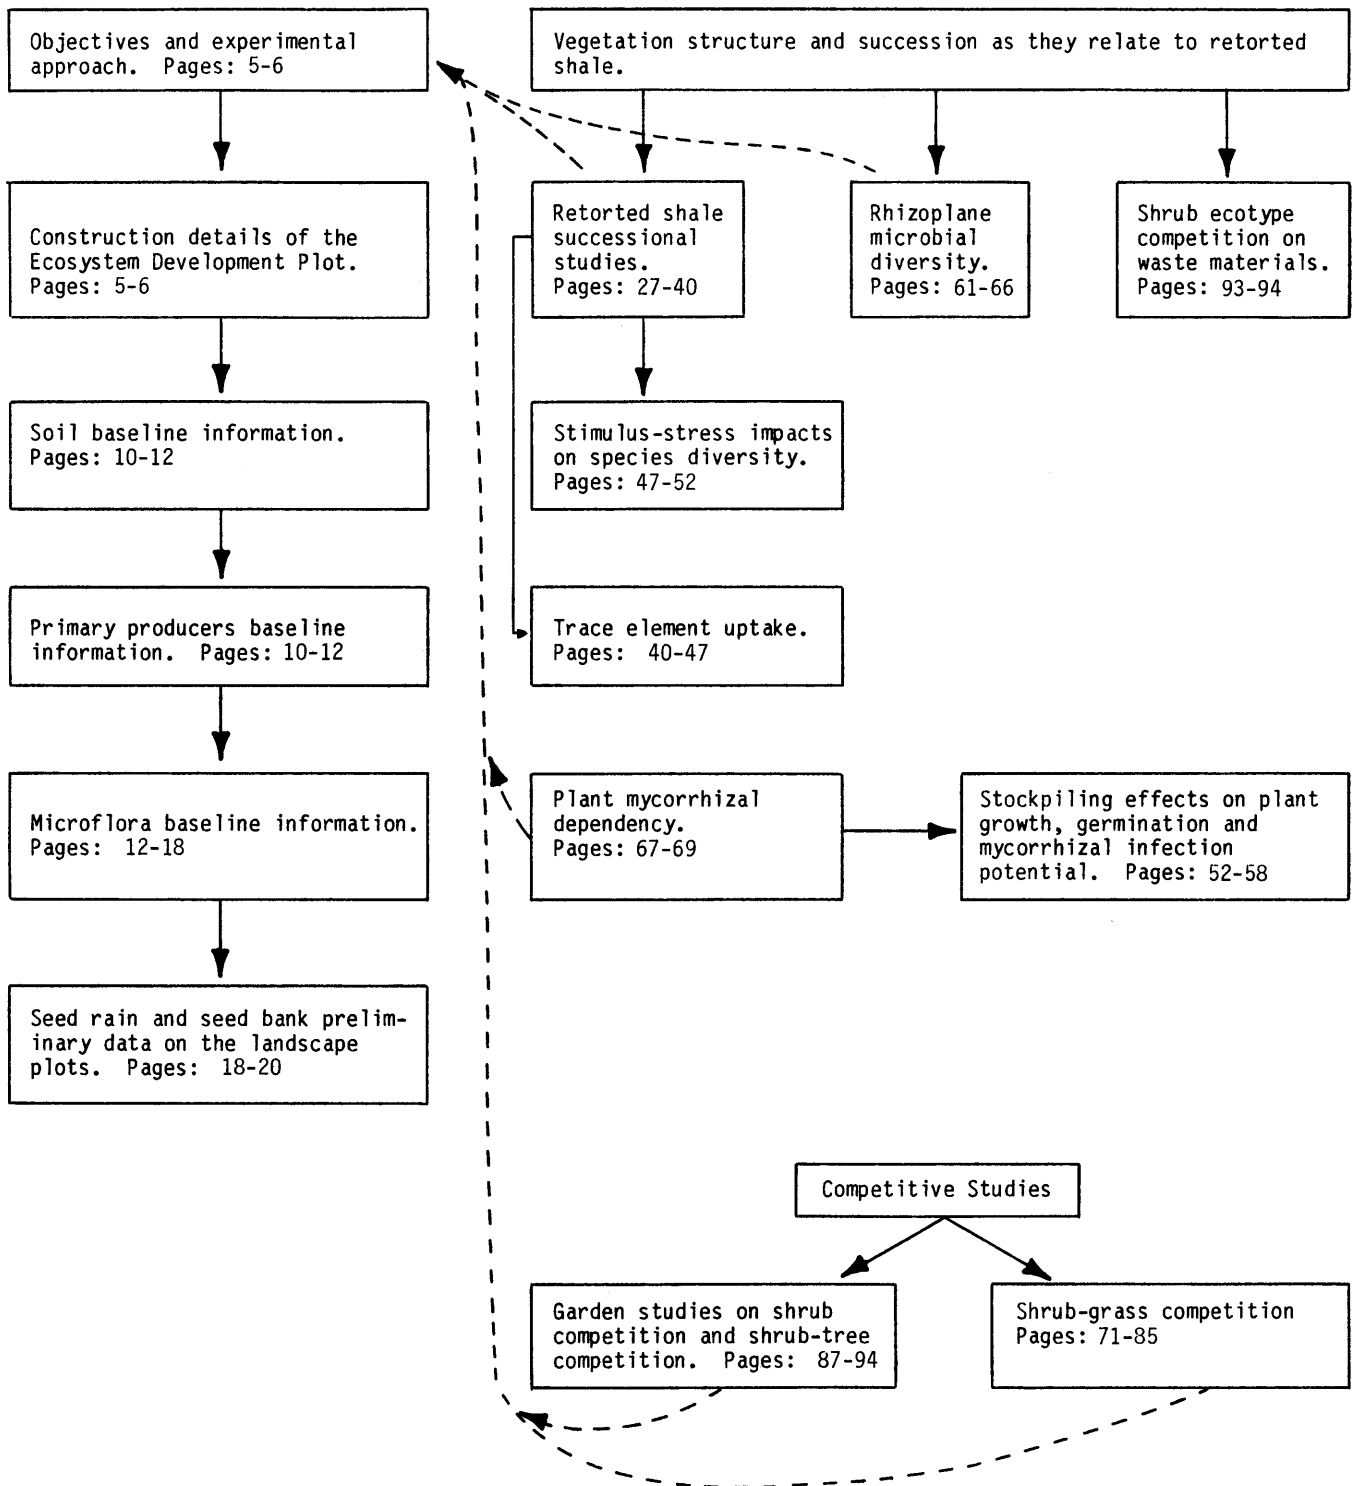 Objectives and experimental
approach. Pages: 5-6
Vegetation structure and succession as they relate to retorted
shale.
Construction details of the
Ecosystem Development Plot.
Pages: 5-6
Retorted shale
successional
studies.
Pages: 27-40
Rhizoplane
microbial
diversity.
Pages: 61-66
Shrub ecotype
competition on
waste materials.
Pages: 93-94
Soil baseline information.
Pages: 10-12
Stimulus-stress impacts
on species diversity.
Pages: 47-52
Primary producers baseline
information. Pages: 10-12
Trace element uptake.
Pages: 40-47
Microflora baseline information.
Pages: 12-18
Plant mycorrhizal
dependency.
Pages: 67-69
Stockpiling effects on plant
growth, germination and
mycorrhizal infection
potential. Pages: 52-58
Seed rain and seed bank prelim-
inary data on the landscape
plots. Pages: 18-20
Competitive Studies
Garden studies on shrub
competition and shrub-tree
competition. Pages: 87-94
Shrub-grass competition
Pages: 71-85